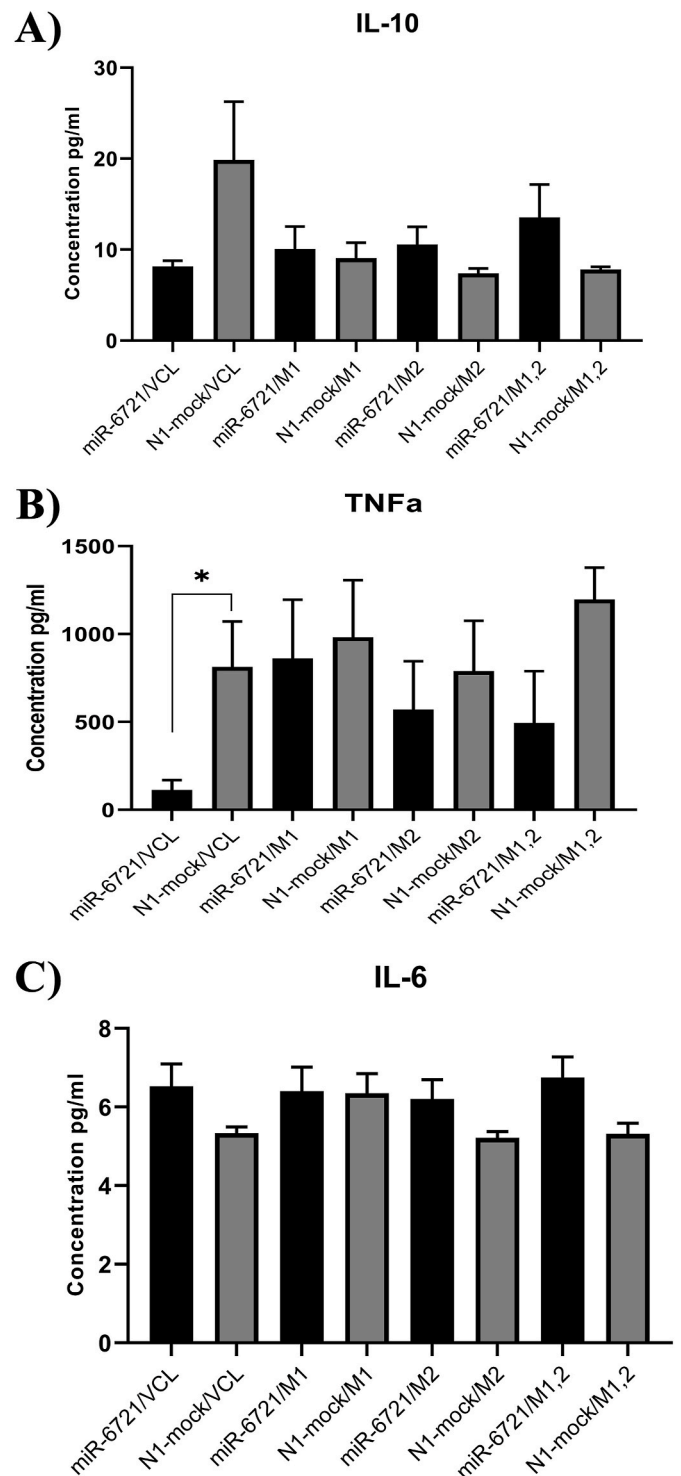 A)
IL-10
Concentration pg/ml
30
20
10
0
miR-6721/VCL
N1-mock/VCL
miR-6721/M1
N1-mock/M1
miR-6721/M2
N1-mock/M2
miR-6721/M1,2
N1-mock/M1,2
B)
TNFa
Concentration pg/ml
1500
1000
500
0
*
miR-6721/VCL
N1-mock/VCL
miR-6721/M1
N1-mock/M1
miR-6721/M2
N1-mock/M2
miR-6721/M1,2
N1-mock/M1,2
C)
IL-6
Concentration pg/ml
8
6
4
2
0
miR-6721/VCL
N1-mock/VCL
miR-6721/M1
N1-mock/M1
miR-6721/M2
N1-mock/M2
miR-6721/M1,2
N1-mock/M1,2